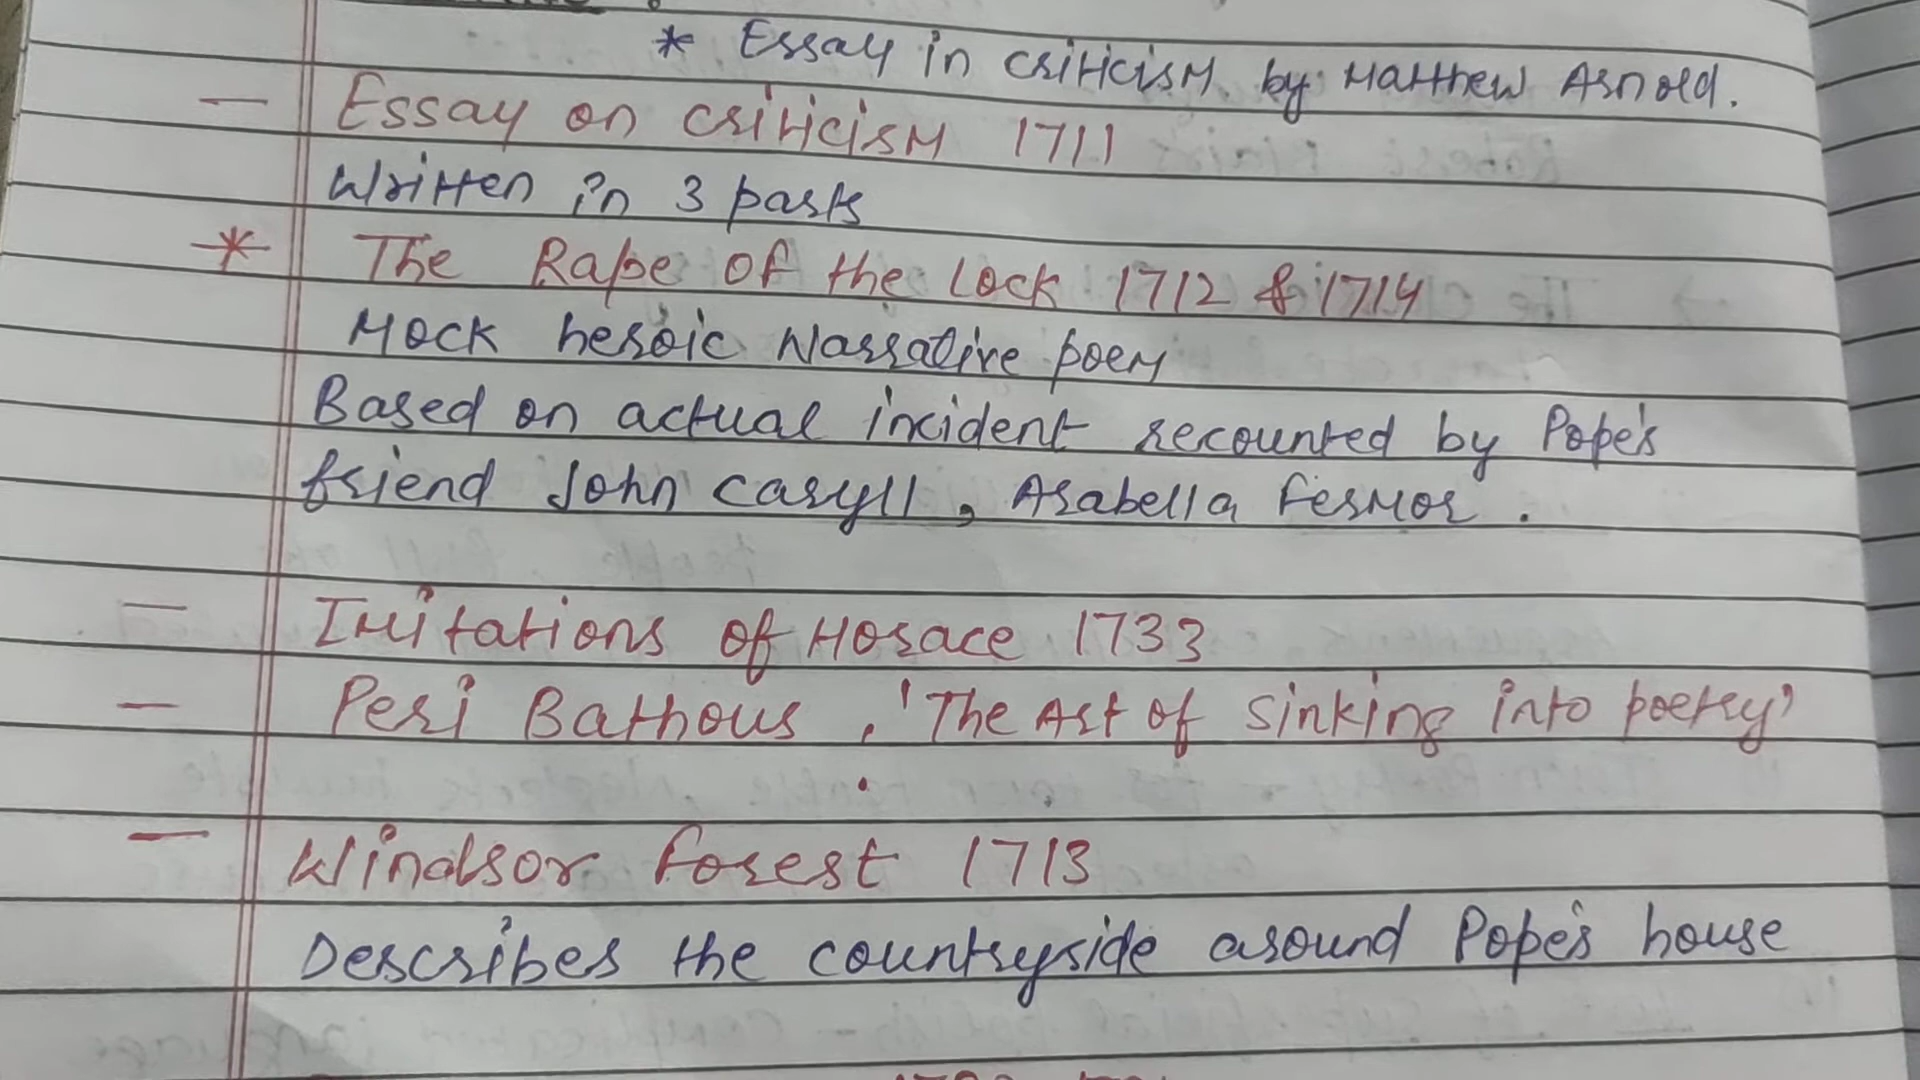 * Essay in criticism by Matthew Arnold.
— Essay on criticism 1711
Written in 3 parts
* The Rape of the Lock 1712 & 1714
Mock heroic Narrative poem
Based on actual incident recounted by Pope's
friend John Caryll, Arabella Fermor.
— Imitations of Horace 1733
— Peri Bathous, 'The Art of Sinking into poetry'
— Windsor Forest 1713
Describes the countryside around Pope's house